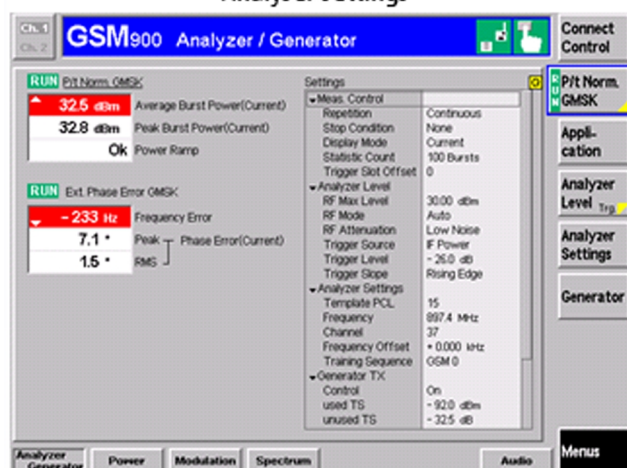 Analyser settings
Ch. 1
Ch. 2
GSM900 Analyzer / Generator
Connect Control
RUN P/t Norm. GMSK
32.5 dBm Average Burst Power(Current)
32.8 dBm Peak Burst Power(Current)
Ok Power Ramp
RUN Ext. Phase Error GMSK
- 233 Hz Frequency Error
7.1 ° Peak Phase Error(Current)
1.5 ° RMS
Settings
Meas. Control
Repetition Continuous
Stop Condition None
Display Mode Current
Statistic Count 100 Bursts
Trigger Slot Offset 0
Analyzer Level
RF Max Level 30.00 dBm
RF Mode Auto
RF Attenuation Low Noise
Trigger Source IF Power
Trigger Level - 26.0 dB
Trigger Slope Rising Edge
Analyzer Settings
Template PCL 15
Frequency 897.4 MHz
Channel 37
Frequency Offset + 0.000 kHz
Training Sequence GSM 0
Generator TX
Control On
used TS - 92.0 dBm
unused TS - 32.5 dB
RUN
P/t Norm.
GMSK
Appli-
cation
Analyzer
Level Trg.
Analyzer
Settings
Generator
Menus
Analyzer
Generator
Power
Modulation
Spectrum
Audio